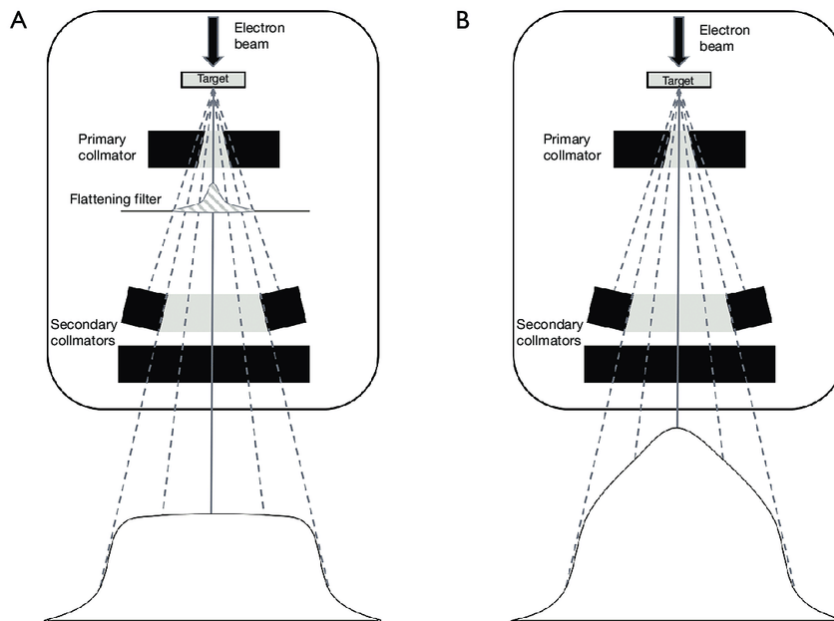 A
Electron
beam
Target
Primary
collmator
Flattening filter
Secondary
collmators
B
Electron
beam
Target
Primary
collmator
Secondary
collmators